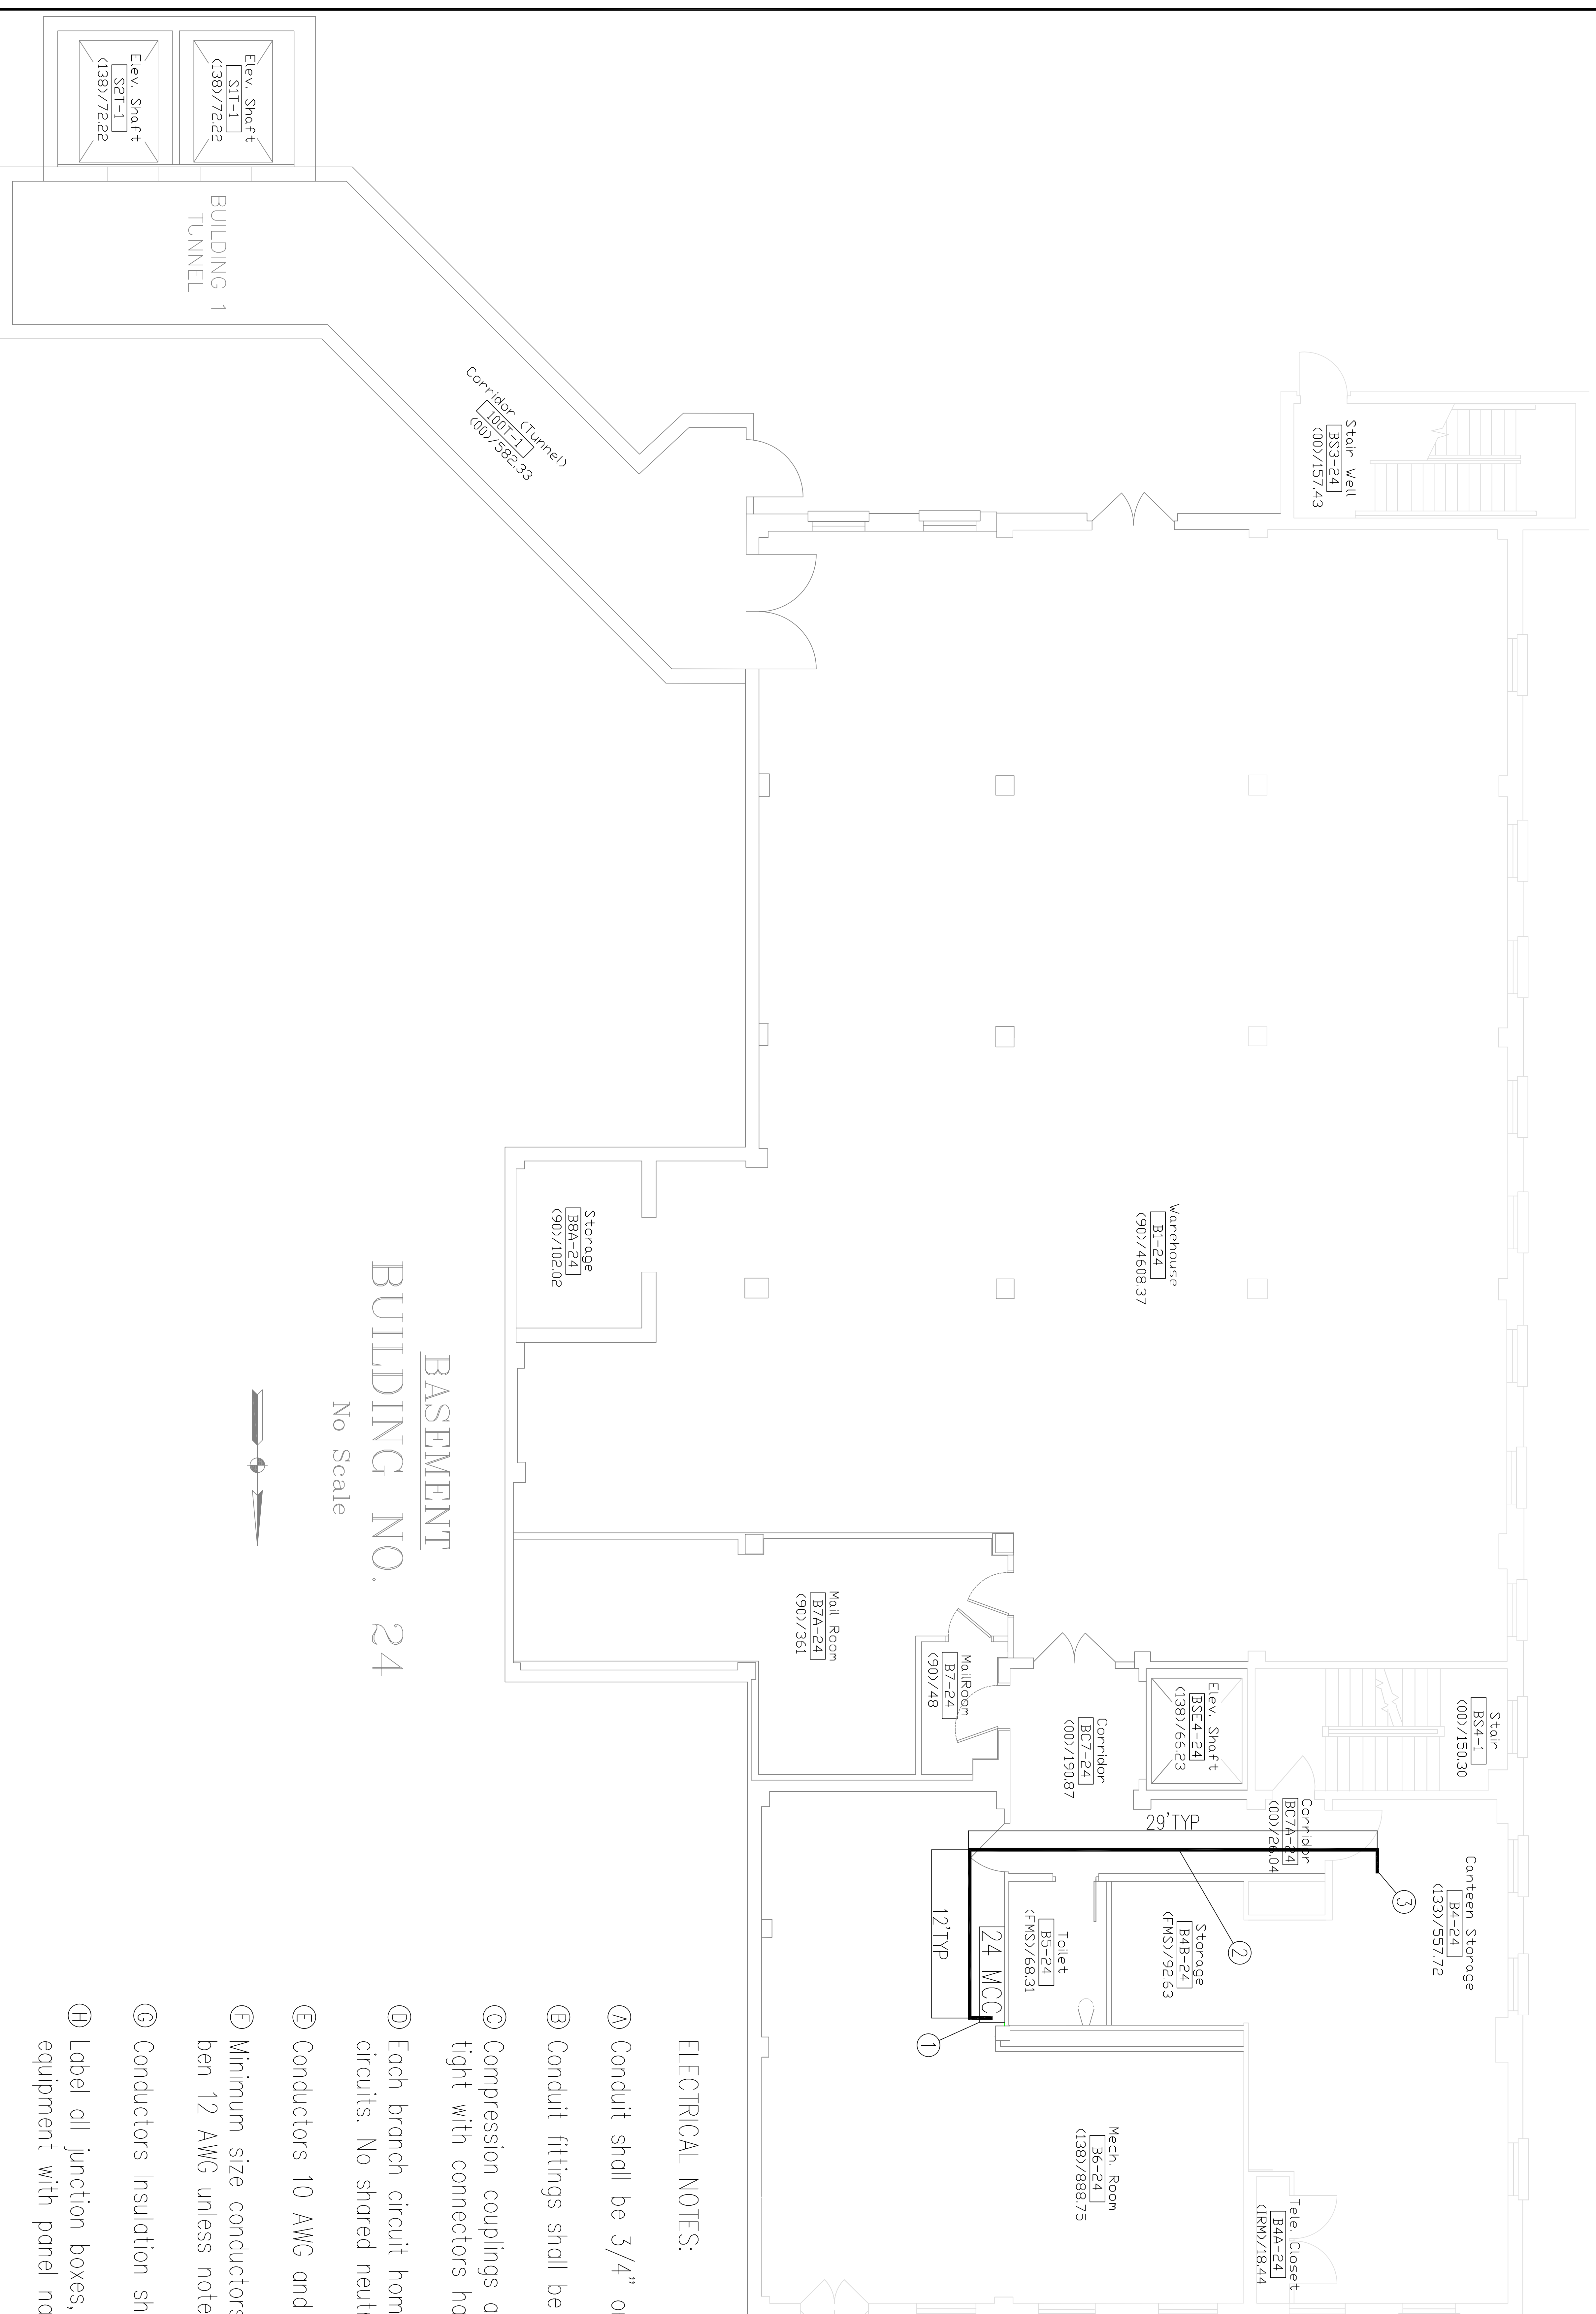 Elev. Shaft
S2T-1
(138)/72.22
Elev. Shaft
S1T-1
(138)/72.22
BUILDING 1
TUNNEL
Corridor (Tunnel)
100T-1
(00)/582.33
Stair Well
BS3-24
(00)/157.43
Warehouse
B1-24
(90)/4608.37
Storage
B8A-24
(90)/102.02
BASEMENT
BUILDING NO. 24
No Scale
Mail Room
B7A-24
(90)/361
MailRoom
B7-24
(90)/48
Corridor
BC7-24
(00)/190.87
Elev. Shaft
BSE4-24
(138)/66.23
Stair
BS4-1
(00)/150.30
Corridor
BC7A-24
(00)/26.04
29'TYP
12'TYP
24 MCC
1
2
3
Canteen Storage
B4-24
(133)/557.72
Storage
B4B-24
(FMS)/92.63
Toilet
B5-24
(FMS)/68.31
Mech. Room
B6-24
(138)/888.75
Tele. Closet
B4A-24
(IRM)/18.44
ELECTRICAL NOTES:
A Conduit shall be 3/4"
B Conduit fittings shall be
C Compression couplings
tight with connectors
D Each branch circuit
circuits. No shared
E Conductors 10 AWG and
F Minimum size conductors
ben 12 AWG unless
G Conductors Insulation
H Label all junction boxes,
equipment with panel